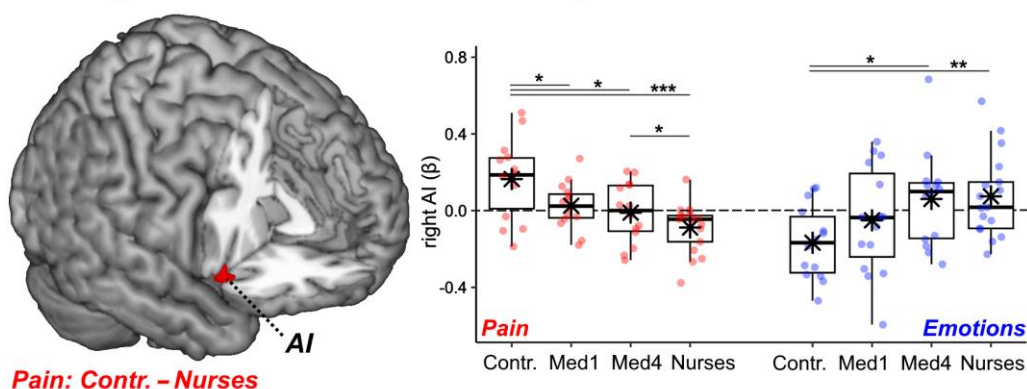 0.8
0.4
0.0
-0.4
right AI (β)
* * *** *
* **
Pain
Emotions
Contr. Med1 Med4 Nurses
Contr. Med1 Med4 Nurses
AI
Pain: Contr. – Nurses